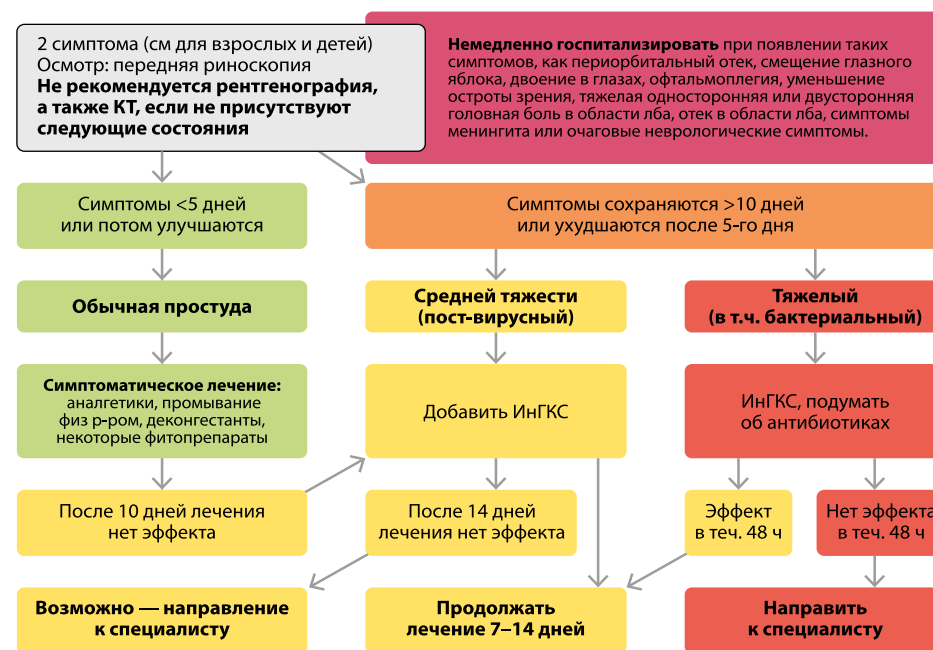 2 симптома (см для взрослых и детей)
Осмотр: передняя риноскопия
Не рекомендуется рентгенография,
а также КТ, если не присутствуют
следующие состояния
Немедленно госпитализировать при появлении таких
симптомов, как периорбитальный отек, смещение глазного
яблока, двоение в глазах, офтальмоплегия, уменьшение
остроты зрения, тяжелая односторонняя или двусторонняя
головная боль в области лба, отек в области лба, симптомы
менингита или очаговые неврологические симптомы.
Симптомы <5 дней
или потом улучшаются
Симптомы сохраняются >10 дней
или ухудшаются после 5-го дня
Обычная простуда
Средней тяжести
(пост-вирусный)
Тяжелый
(в т.ч. бактериальный)
Симптоматическое лечение:
аналгетики, промывание
физ р-ром, деконгестанты,
некоторые фитопрепараты
Добавить ИнГКС
ИнГКС, подумать
об антибиотиках
После 10 дней лечения
нет эффекта
После 14 дней
лечения нет эффекта
Эффект
в теч. 48 ч
Нет эффекта
в теч. 48 ч
Возможно — направление
к специалисту
Продолжать
лечение 7–14 дней
Направить
к специалисту